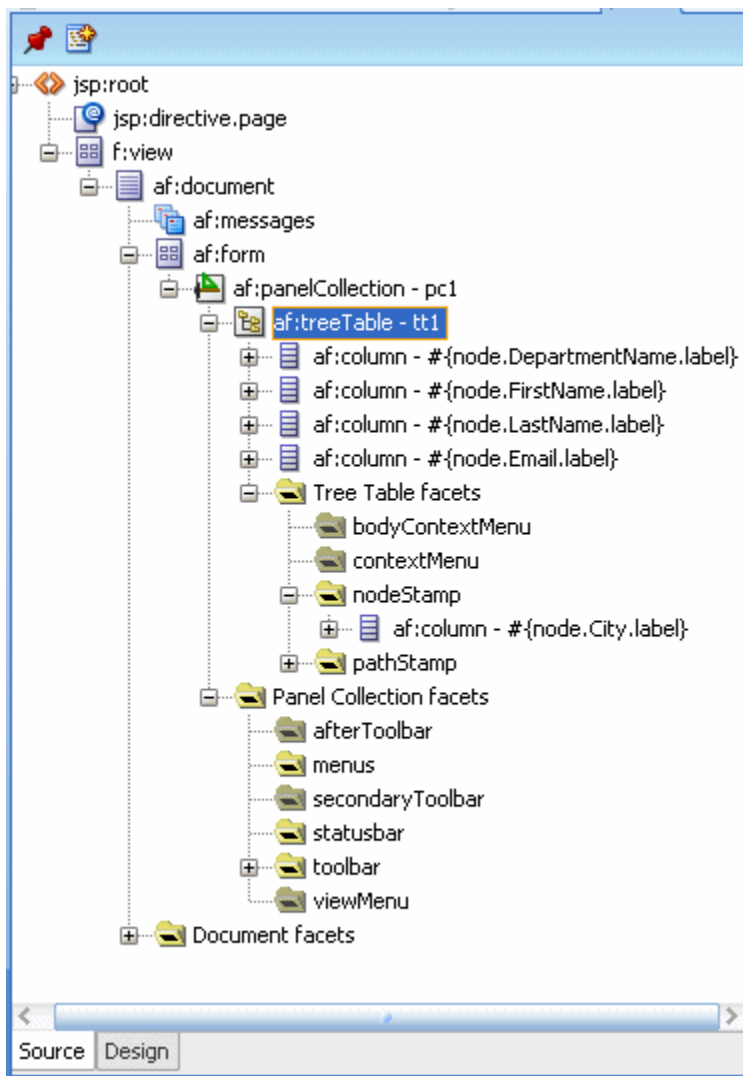 jsp:root
jsp:directive.page
f:view
af:document
af:messages
af:form
af:panelCollection - pc1
af:treeTable - tt1
af:column - #{node.DepartmentName.label}
af:column - #{node.FirstName.label}
af:column - #{node.LastName.label}
af:column - #{node.Email.label}
Tree Table facets
bodyContextMenu
contextMenu
nodeStamp
af:column - #{node.City.label}
pathStamp
Panel Collection facets
afterToolbar
menus
secondaryToolbar
statusbar
toolbar
viewMenu
Document facets
Source Design